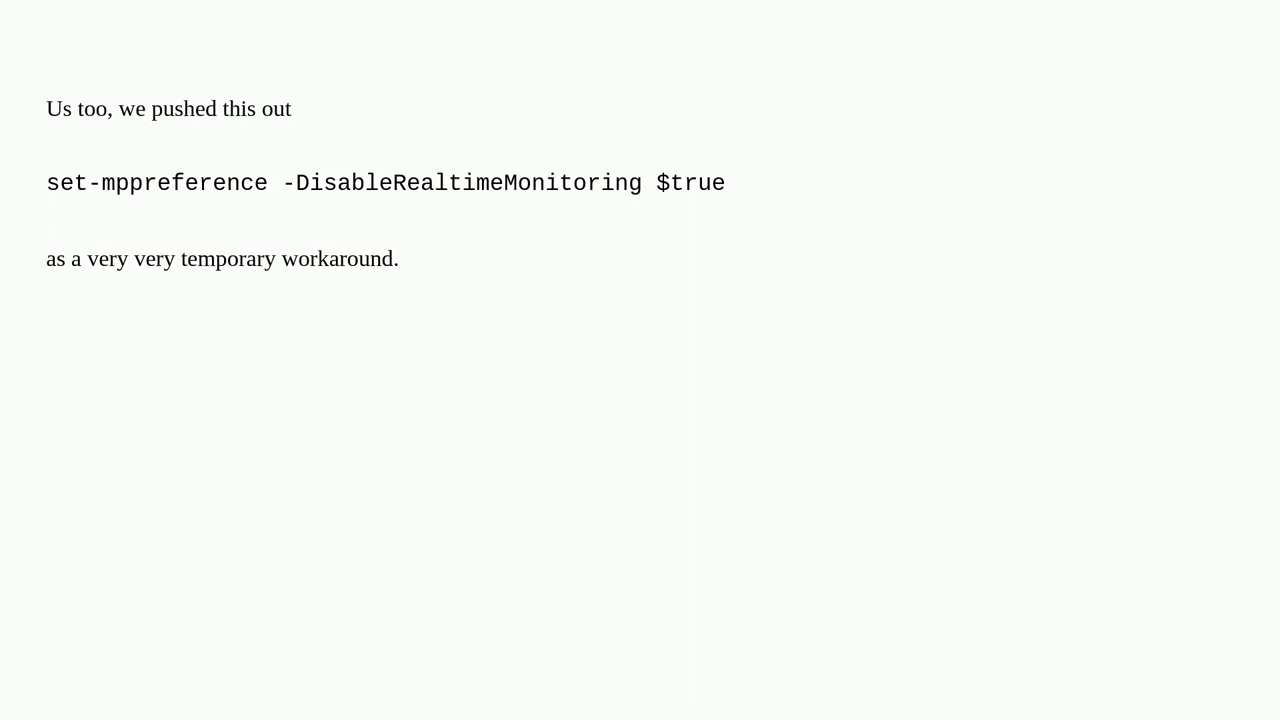 Us too, we pushed this out
set-mppreference -DisableRealtimeMonitoring $true
as a very very temporary workaround.